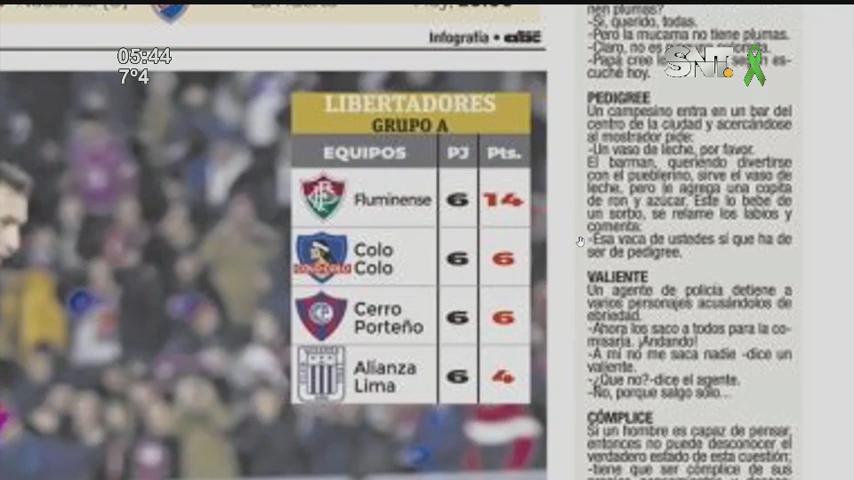 Infografía • abc
05:44
7°4
SNT
LIBERTADORES
GRUPO A
EQUIPOS PJ Pts.
Fluminense 6 14
Colo Colo 6 6
Cerro Porteño 6 6
Alianza Lima 6 4
nen plumas?
-Sí, querido, todas.
-Pero la mucama no tiene plumas.
-Claro, no es
-Papá cree
cuché hoy.
PEDIGREE
Un campesino entra en un bar del
centro de la ciudad y acercándose
al mostrador pide:
-Un vaso de leche, por favor.
El barman, queriendo divertirse
con el pueblerino, sirve el vaso de
leche, pero le agrega una copita
de ron y azúcar. Este lo bebe de
un sorbo, se relame los labios y
comenta:
-Esa vaca de ustedes sí que ha de
ser de pedigree.
VALIENTE
Un agente de policía detiene a
varios personajes acusándolos de
ebriedad.
-Ahora los saco a todos para la co-
misaría. ¡Andando!
-A mí no me saca nadie -dice un
valiente.
-¿Que no?-dice el agente.
-No, porque salgo solo...
CÓMPLICE
Si un hombre es capaz de pensar,
entonces no puede desconocer el
verdadero estado de esta cuestión;
-tiene que ser cómplice de sus